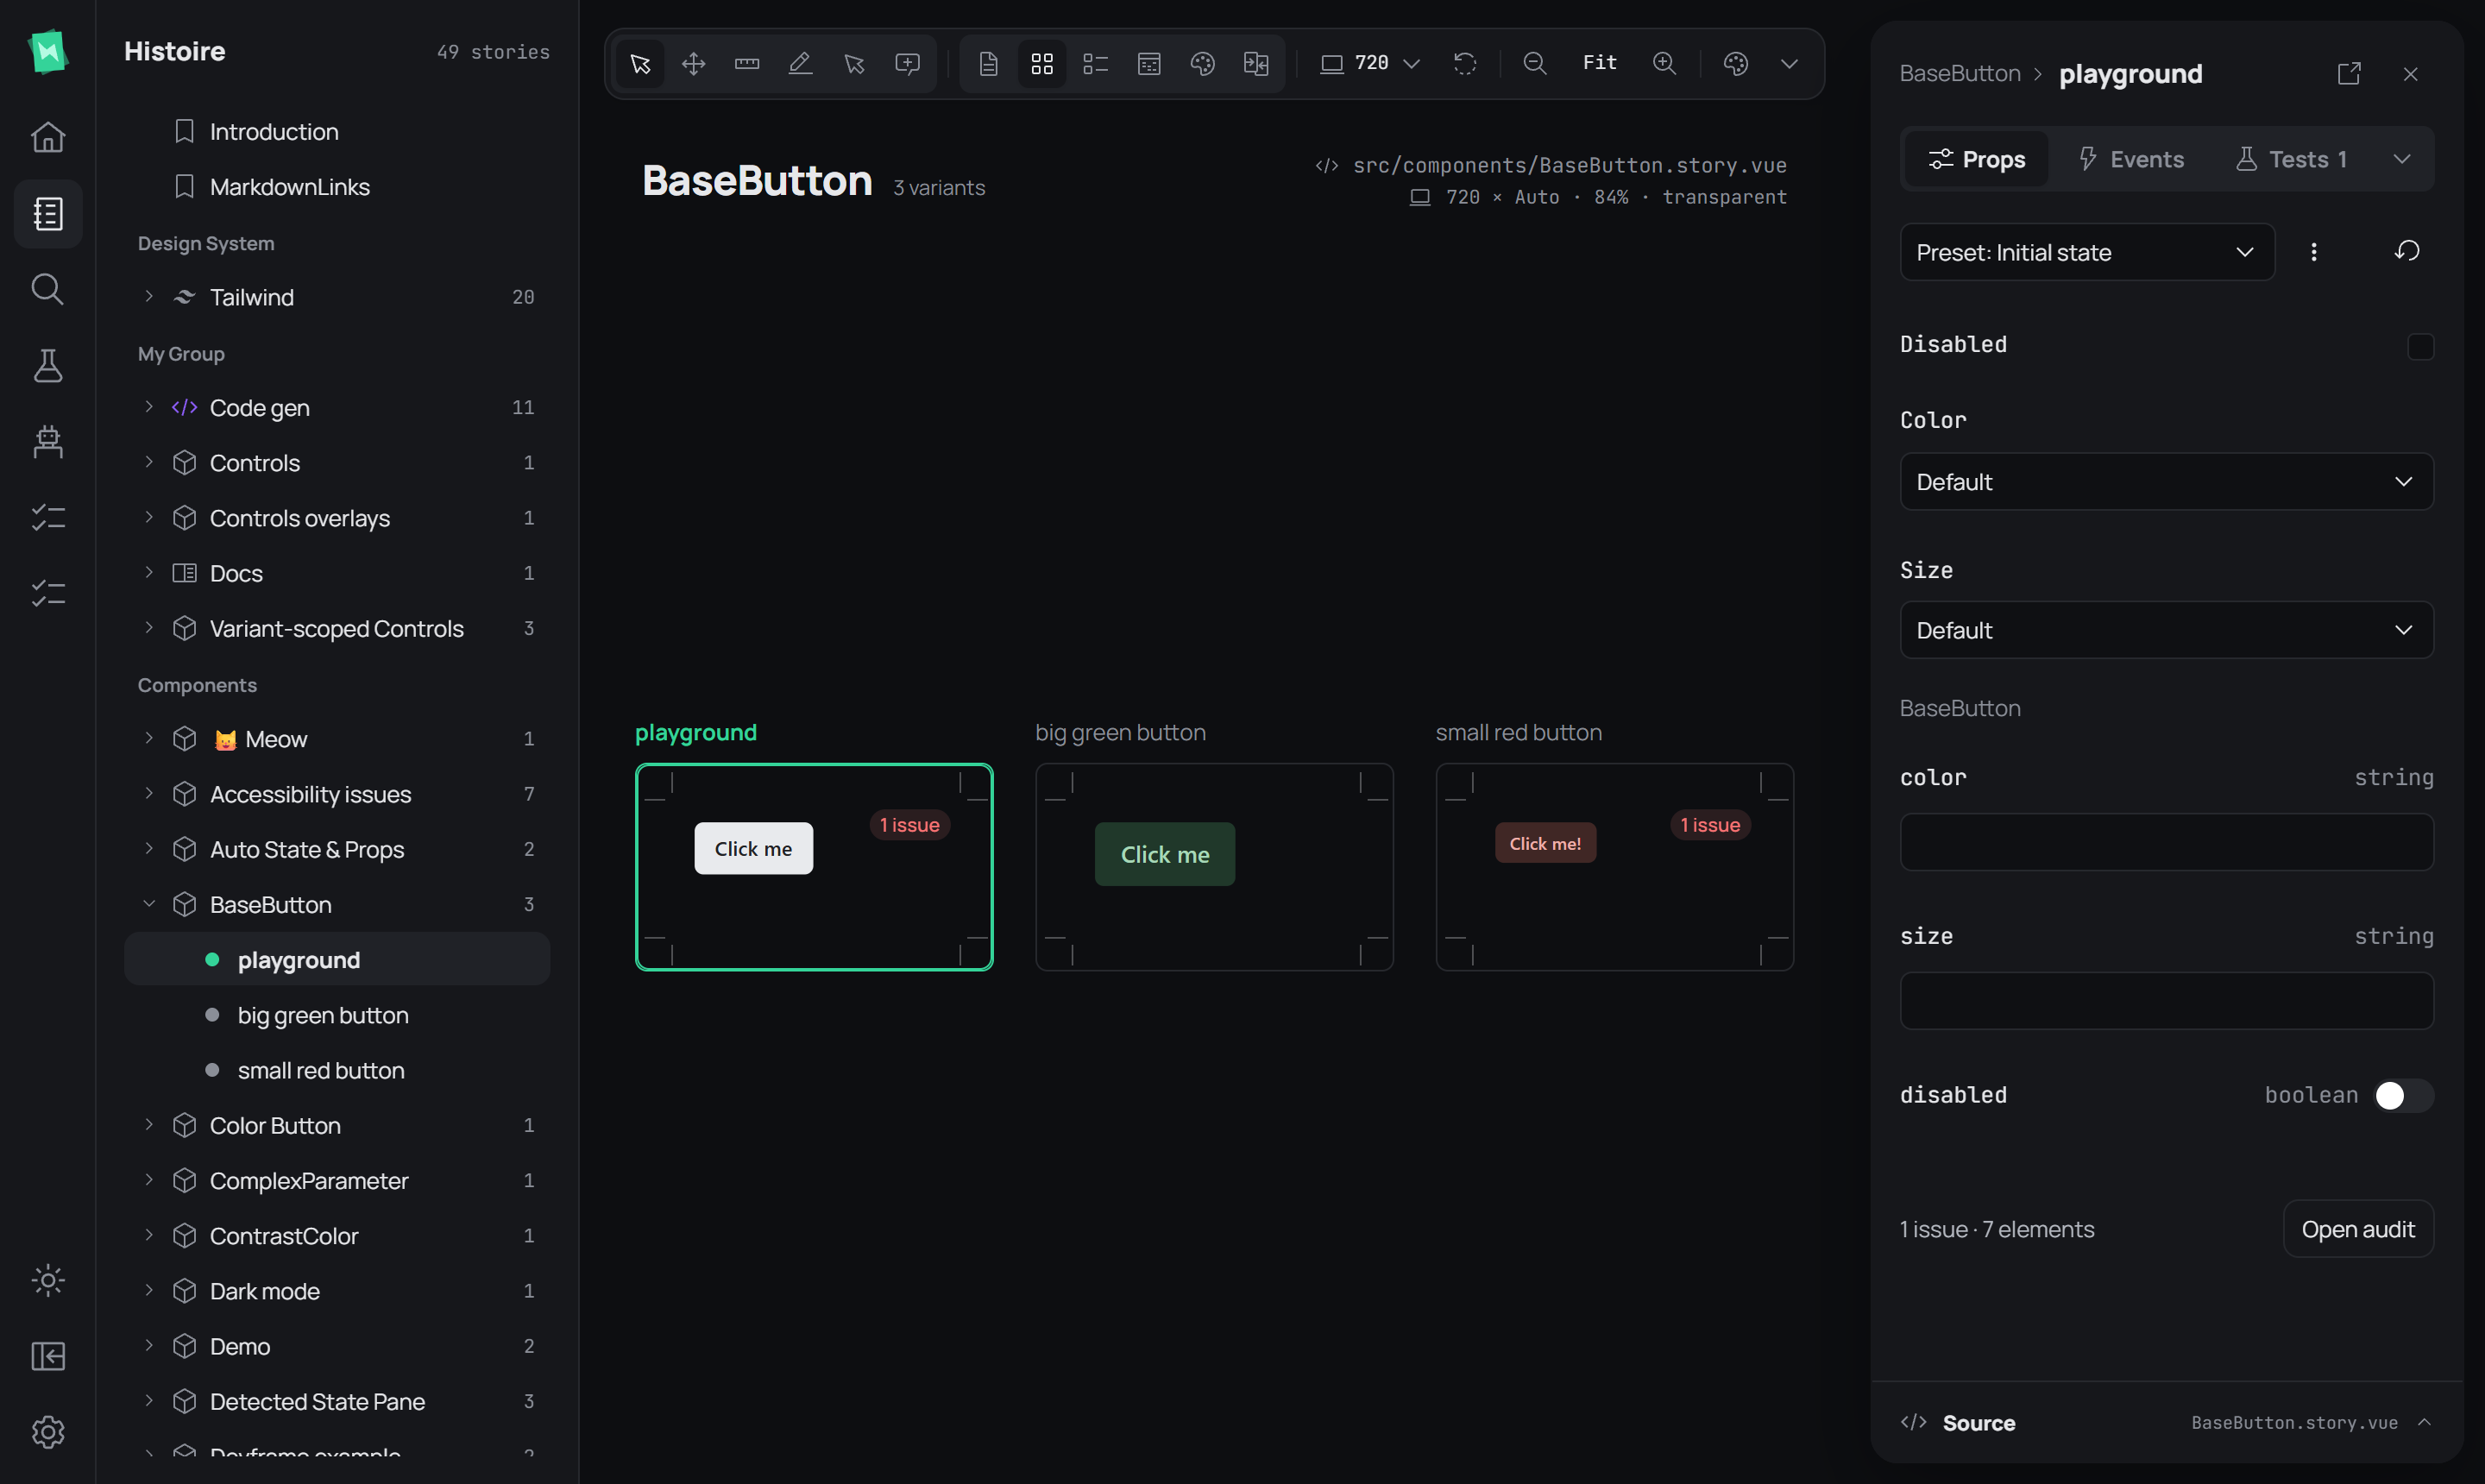 Histoire
49 stories
Introduction
MarkdownLinks
Design System
Tailwind 20
My Group
Code gen 11
Controls 1
Controls overlays 1
Docs 1
Variant-scoped Controls 3
Components
😺 Meow 1
Accessibility issues 7
Auto State & Props 2
BaseButton 3
playground
big green button
small red button
Color Button 1
ComplexParameter 1
ContrastColor 1
Dark mode 1
Demo 2
Detected State Pane 3
720
Fit
BaseButton 3 variants
</> src/components/BaseButton.story.vue
720 × Auto · 84% · transparent
playground
Click me
1 issue
big green button
Click me
small red button
Click me!
1 issue
BaseButton > playground
Props
Events
Tests 1
Preset: Initial state
Disabled
Color
Default
Size
Default
BaseButton
color string
size string
disabled boolean
1 issue · 7 elements
Open audit
</> Source
BaseButton.story.vue